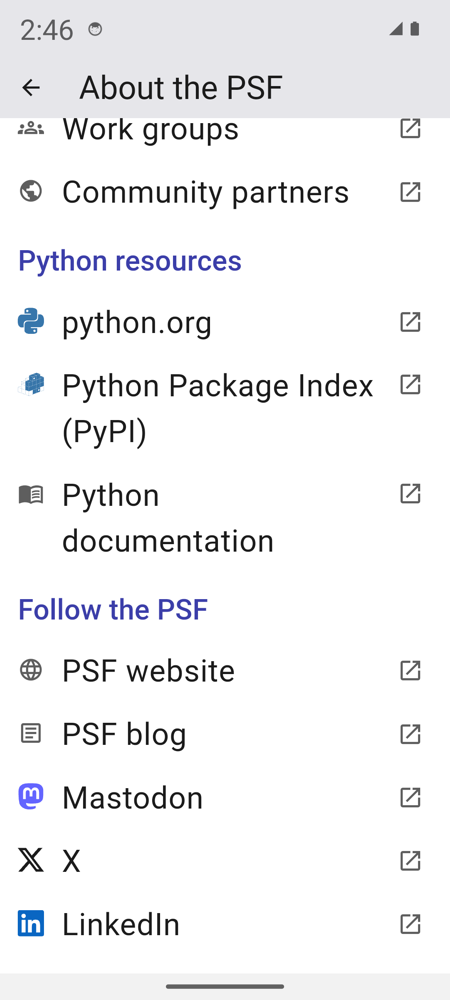 2:46
About the PSF
Work groups
Community partners
Python resources
python.org
Python Package Index
(PyPI)
Python
documentation
Follow the PSF
PSF website
PSF blog
Mastodon
X
LinkedIn